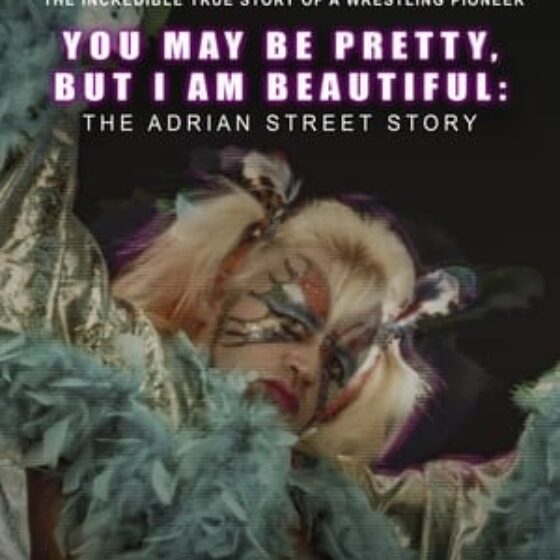 THE INCREDIBLE TRUE STORY OF A WRESTLING PIONEER
YOU MAY BE PRETTY,
BUT I AM BEAUTIFUL:
THE ADRIAN STREET STORY